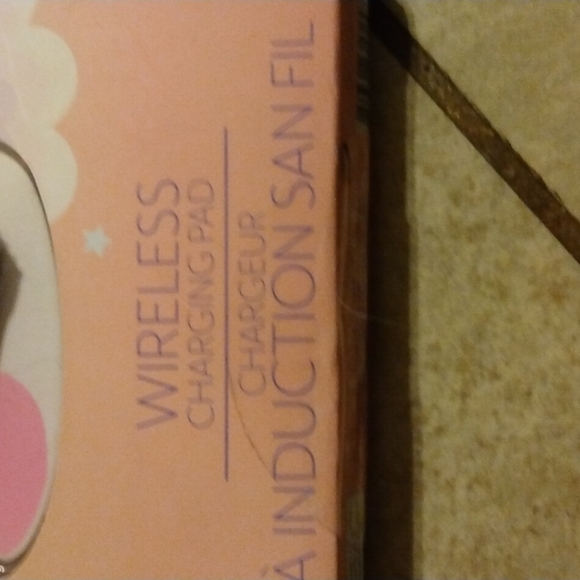 WIRELESS
CHARGING PAD
CHARGEUR
À INDUCTION SAN FIL